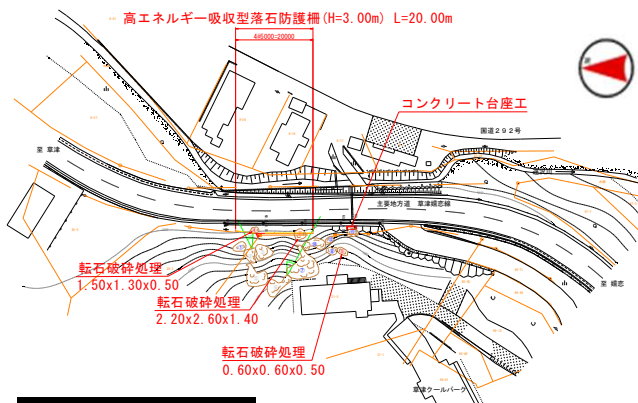 高エネルギー吸収型落石防護柵(H=3.00m) L=20.00m
4@5000=20000
コンクリート台座工
国道292号
至 草津
主要地方道 草津嬬恋線
至 嬬恋
転石破砕処理
1.50x1.30x0.50
転石破砕処理
2.20x2.60x1.40
転石破砕処理
0.60x0.60x0.50
草津クールパーク